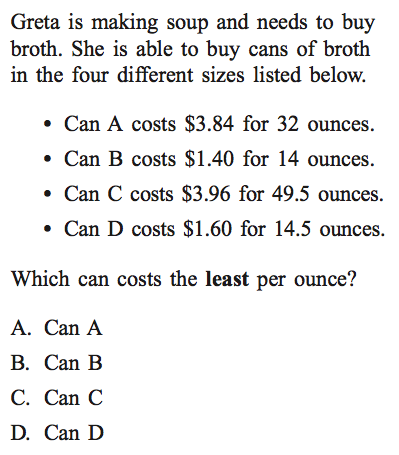 Greta is making soup and needs to buy
broth. She is able to buy cans of broth
in the four different sizes listed below.
• Can A costs $3.84 for 32 ounces.
• Can B costs $1.40 for 14 ounces.
• Can C costs $3.96 for 49.5 ounces.
• Can D costs $1.60 for 14.5 ounces.
Which can costs the least per ounce?
A. Can A
B. Can B
C. Can C
D. Can D